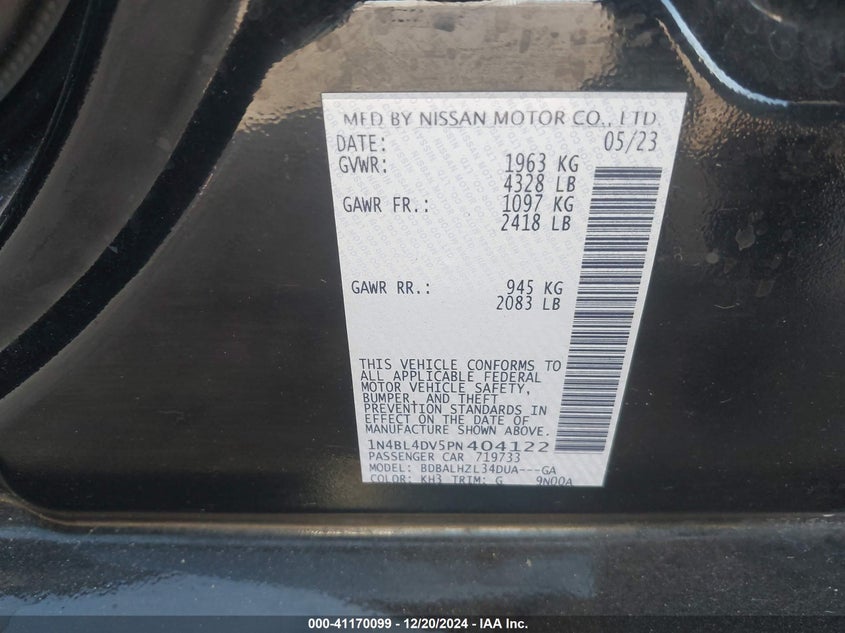 MFD BY NISSAN MOTOR CO., LTD.
DATE: 05/23
GVWR: 1963 KG
4328 LB
GAWR FR.: 1097 KG
2418 LB
GAWR RR.: 945 KG
2083 LB
THIS VEHICLE CONFORMS TO
ALL APPLICABLE FEDERAL
MOTOR VEHICLE SAFETY,
BUMPER, AND THEFT
PREVENTION STANDARDS IN
EFFECT ON THE DATE OF
MANUFACTURE SHOWN ABOVE.
1N4BL4DV5PN404122
PASSENGER CAR 719733
MODEL: BDBALHZL34DUA---GA
COLOR: KH3 TRIM: G 9N00A
000-41170099 - 12/20/2024 - IAA Inc.